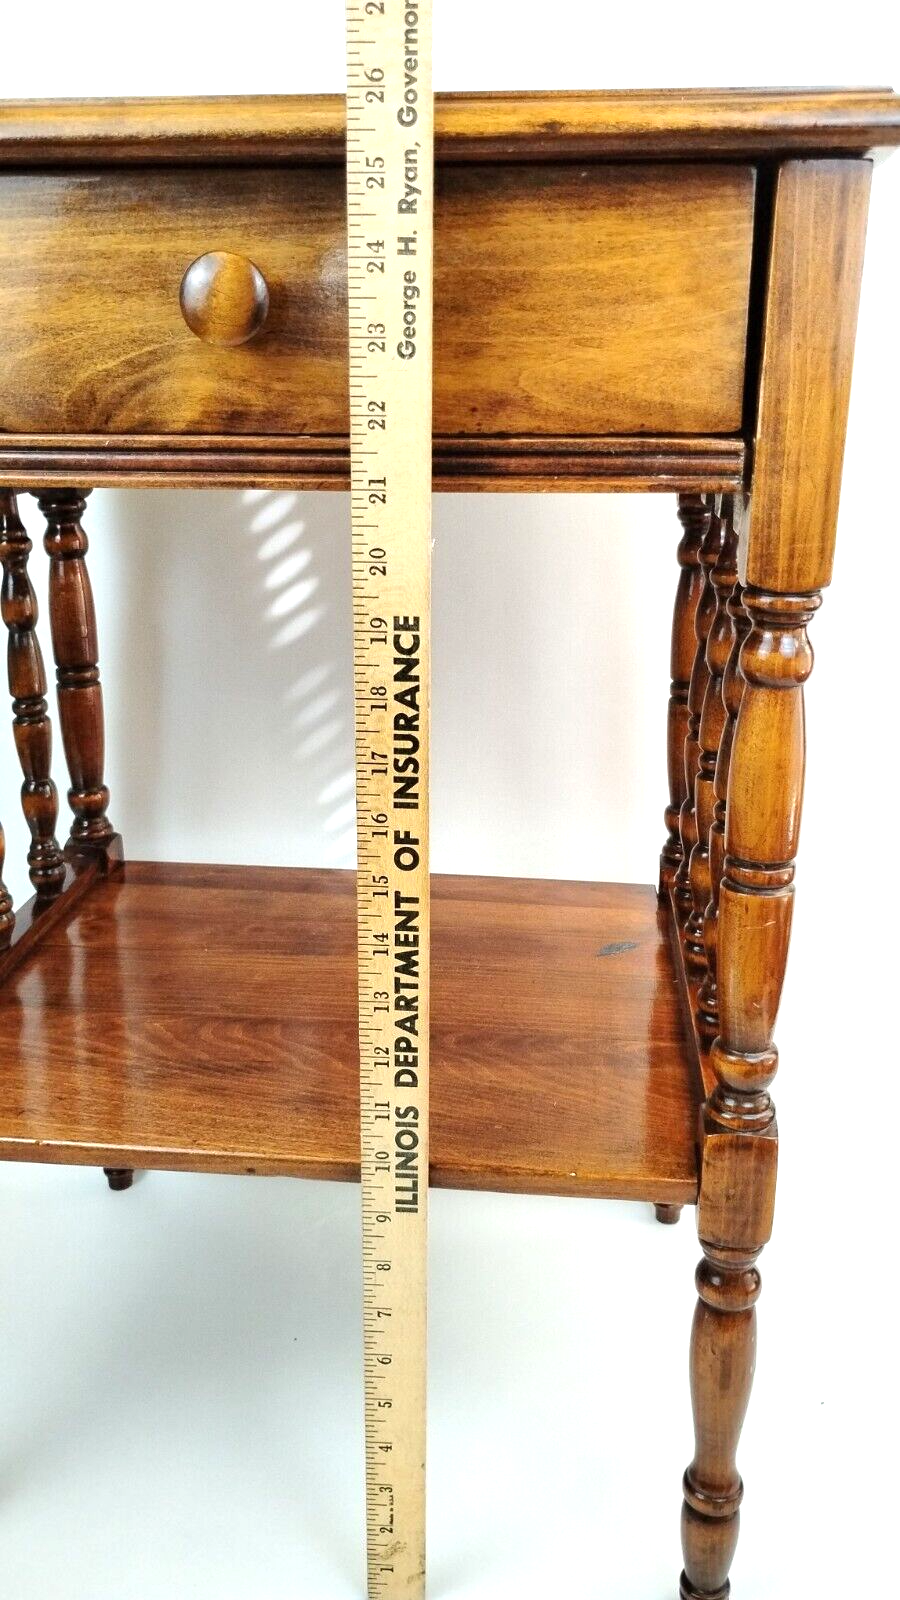 ILLINOIS DEPARTMENT OF INSURANCE
George H. Ryan, Governor
1 2 3 4 5 6 7 8 9 10 11 12 13 14 15 16 17 18 19 20 21 22 23 24 25 26 2